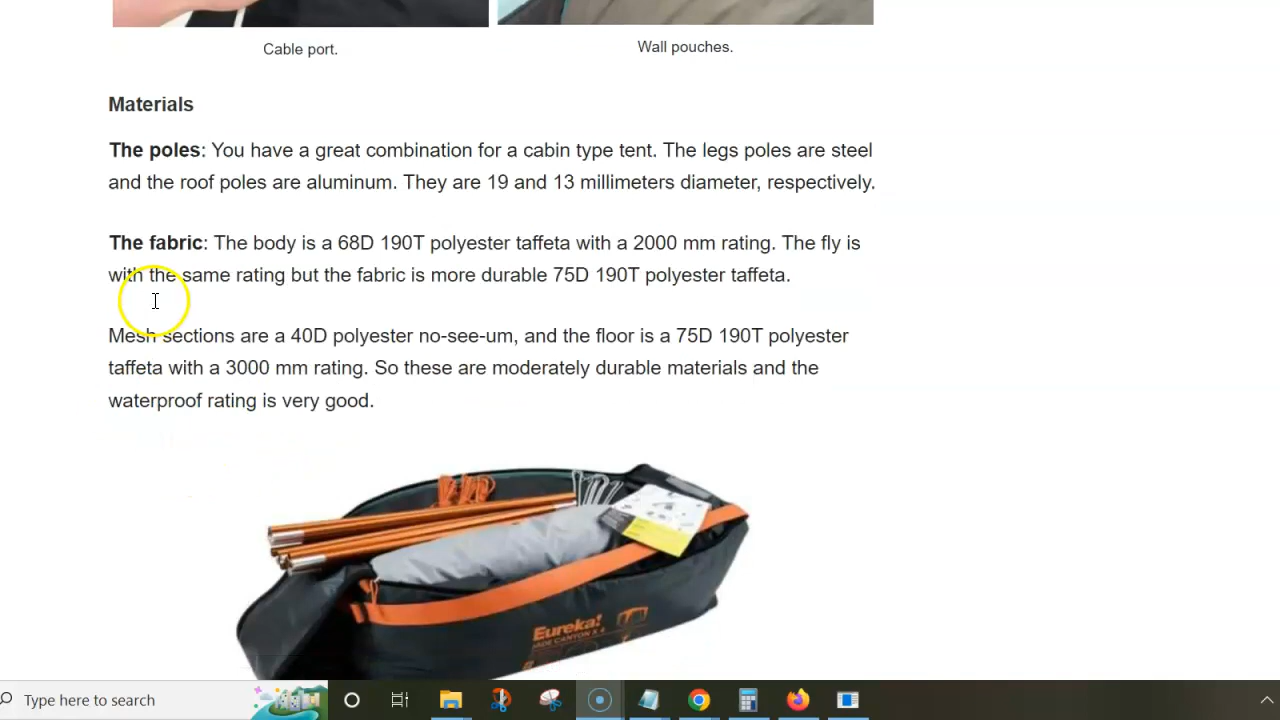 Cable port.
Wall pouches.
Materials
The poles: You have a great combination for a cabin type tent. The legs poles are steel
and the roof poles are aluminum. They are 19 and 13 millimeters diameter, respectively.
The fabric: The body is a 68D 190T polyester taffeta with a 2000 mm rating. The fly is
with the same rating but the fabric is more durable 75D 190T polyester taffeta.
Mesh sections are a 40D polyester no-see-um, and the floor is a 75D 190T polyester
taffeta with a 3000 mm rating. So these are moderately durable materials and the
waterproof rating is very good.
Eureka!
CANYON X
Type here to search